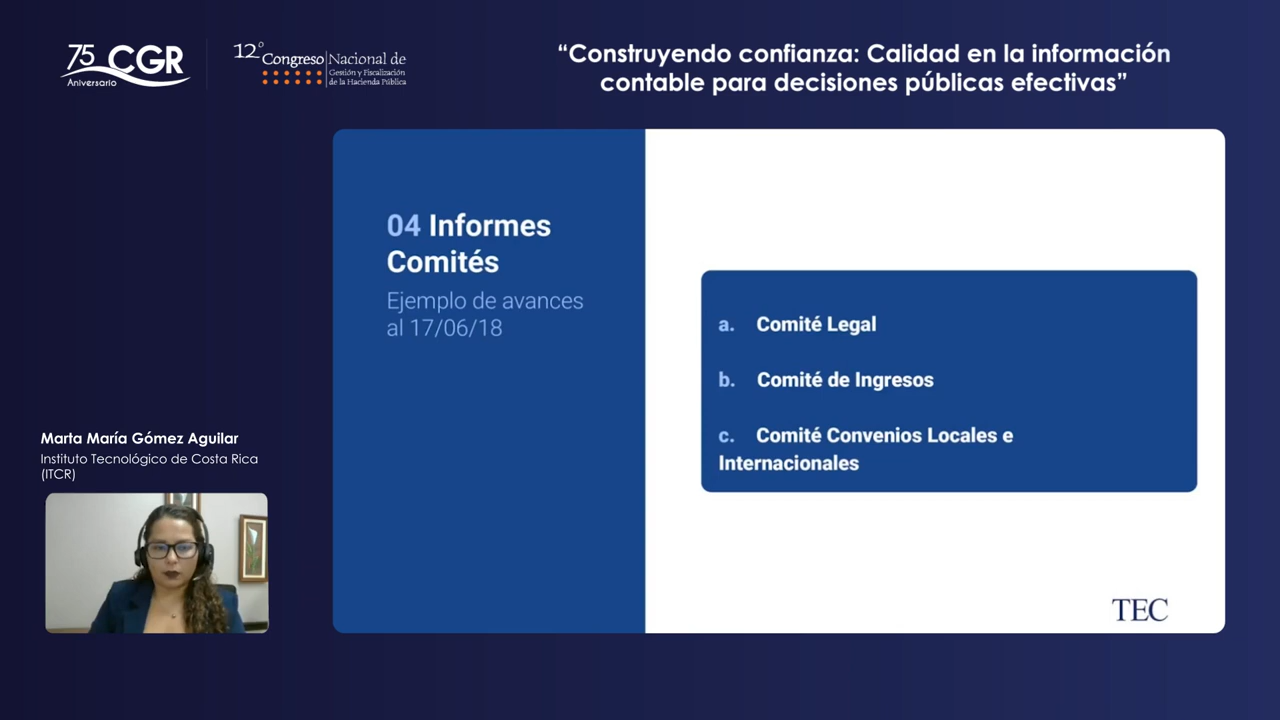 75 CGR
Aniversario
12° Congreso Nacional de
Gestión y Fiscalización
de la Hacienda Pública
“Construyendo confianza: Calidad en la información
contable para decisiones públicas efectivas”
04 Informes
Comités
Ejemplo de avances
al 17/06/18
a. Comité Legal
b. Comité de Ingresos
c. Comité Convenios Locales e
Internacionales
TEC
Marta María Gómez Aguilar
Instituto Tecnológico de Costa Rica
(ITCR)